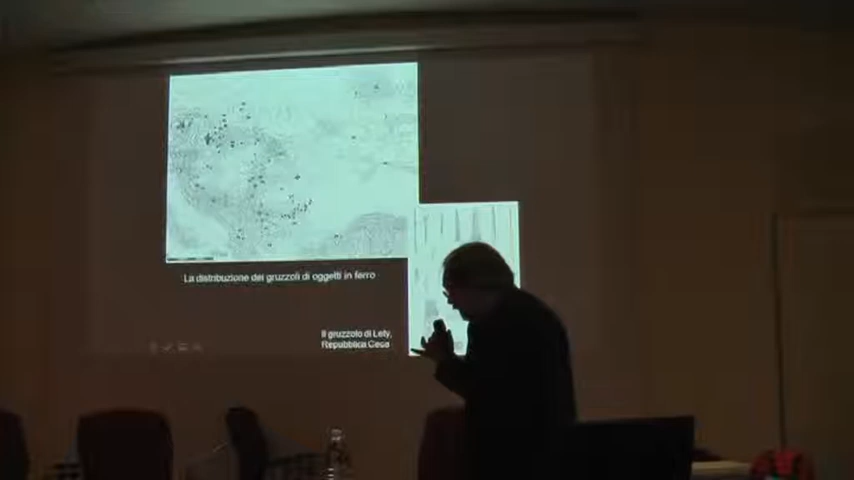 La distribuzione dei gruzzoli di oggetti in ferro
Il gruzzolo di Lety,
Repubblica Ceca